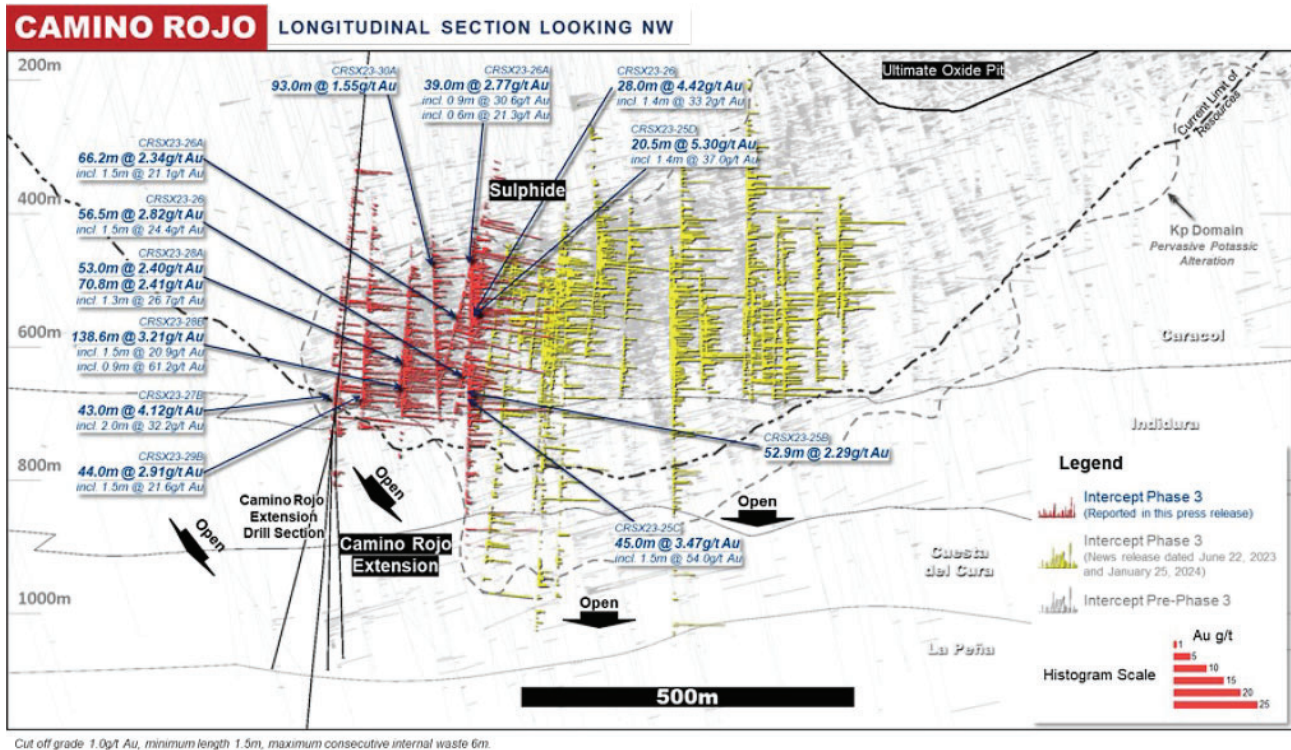 CAMINO ROJO
LONGITUDINAL SECTION LOOKING NW
200m
400m
600m
800m
1000m
CRSX23-30A
93.0m @ 1.55g/t Au
CRSX23-26A
39.0m @ 2.77g/t Au
incl. 0.9m @ 30.6g/t Au
incl. 0.6m @ 21.3g/t Au
CRSX23-26
28.0m @ 4.42g/t Au
incl. 1.4m @ 33.2g/t Au
CRSX23-25D
20.5m @ 5.30g/t Au
incl. 1.4m @ 37.0g/t Au
Ultimate Oxide Pit
Current Limit of
Resources
CRSX23-26A
66.2m @ 2.34g/t Au
incl. 1.5m @ 21.1g/t Au
CRSX23-26
56.5m @ 2.82g/t Au
incl. 1.5m @ 24.4g/t Au
CRSX23-28A
53.0m @ 2.40g/t Au
70.8m @ 2.41g/t Au
incl. 1.3m @ 26.7g/t Au
CRSX23-28B
138.6m @ 3.21g/t Au
incl. 1.5m @ 20.9g/t Au
incl. 0.9m @ 61.2g/t Au
CRSX23-27B
43.0m @ 4.12g/t Au
incl. 2.0m @ 32.2g/t Au
CRSX23-29B
44.0m @ 2.91g/t Au
incl. 1.5m @ 21.6g/t Au
Sulphide
Kp Domain
Pervasive Potassic
Alteration
Caracol
Indidura
CRSX23-25B
52.9m @ 2.29g/t Au
CRSX23-25C
45.0m @ 3.47g/t Au
incl. 1.5m @ 54.0g/t Au
Open
Open
Open
Open
Camino Rojo
Extension
Drill Section
Camino Rojo
Extension
Cuesta
del Cura
La Peña
500m
Legend
Intercept Phase 3
(Reported in this press release)
Intercept Phase 3
(News release dated June 22, 2023
and January 25, 2024)
Intercept Pre-Phase 3
Au g/t
Histogram Scale
1
5
10
15
20
25
Cut off grade 1.0g/t Au, minimum length 1.5m, maximum consecutive internal waste 6m.